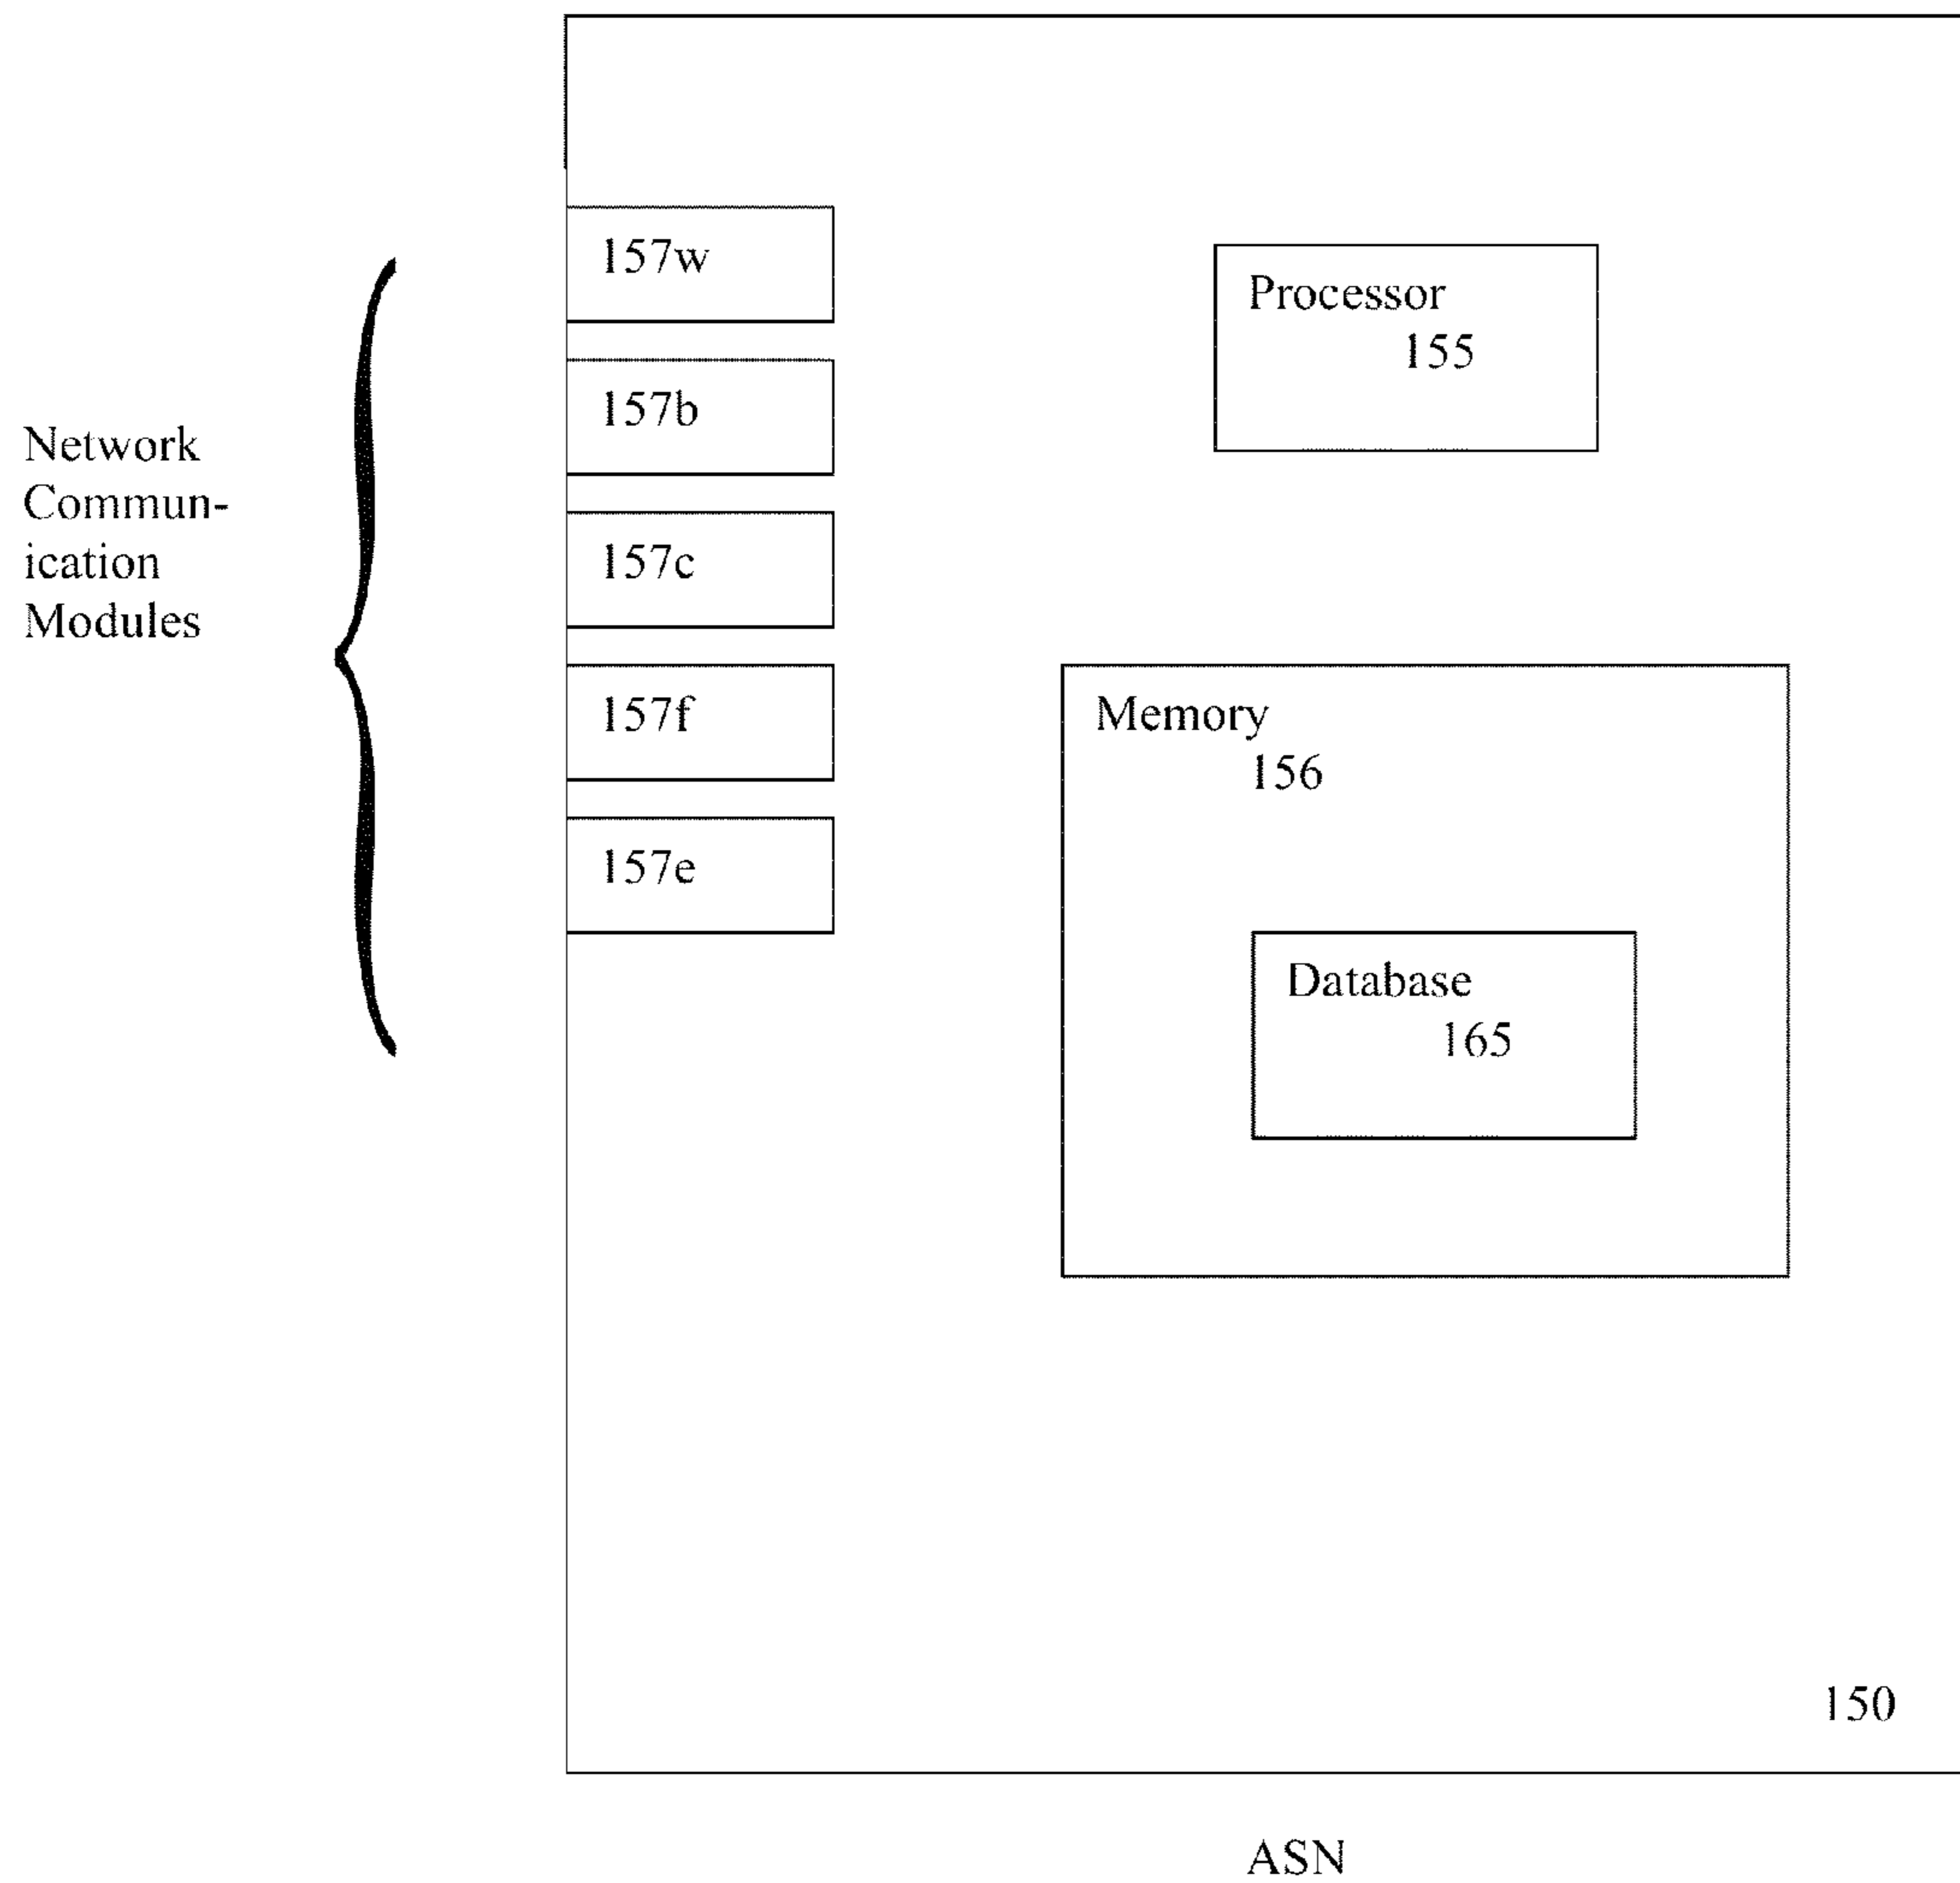 Network
Commun-
ication
Modules
157w
157b
157c
157f
157e
Processor
155
Memory
156
Database
165
150
ASN